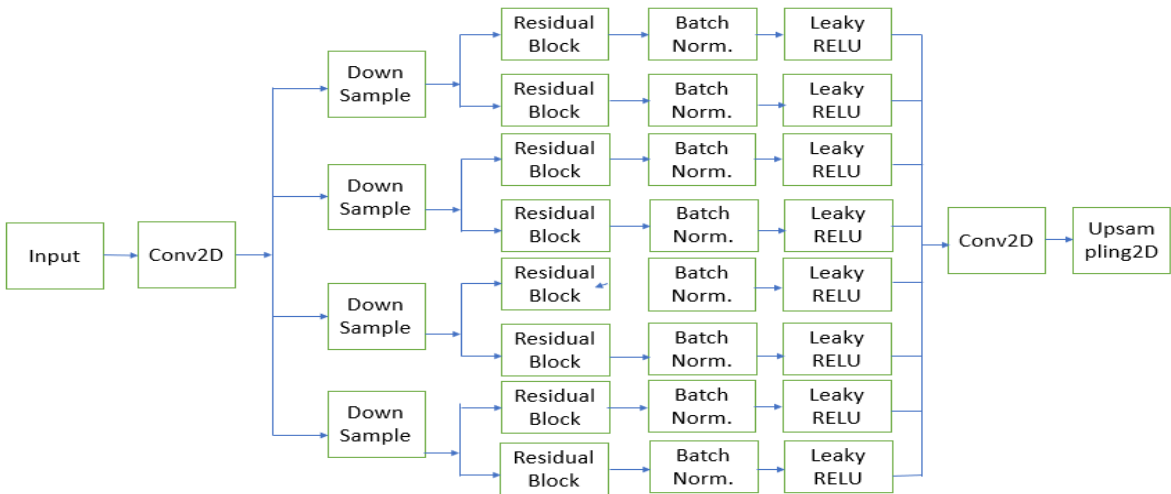 Residual
Block
Batch
Norm.
Leaky
RELU
Down
Sample
Residual
Block
Batch
Norm.
Leaky
RELU
Residual
Block
Batch
Norm.
Leaky
RELU
Down
Sample
Residual
Block
Batch
Norm.
Leaky
RELU
Input
Conv2D
Conv2D
Upsam
pling2D
Residual
Block
Batch
Norm.
Leaky
RELU
Down
Sample
Residual
Block
Batch
Norm.
Leaky
RELU
Residual
Block
Batch
Norm.
Leaky
RELU
Down
Sample
Residual
Block
Batch
Norm.
Leaky
RELU